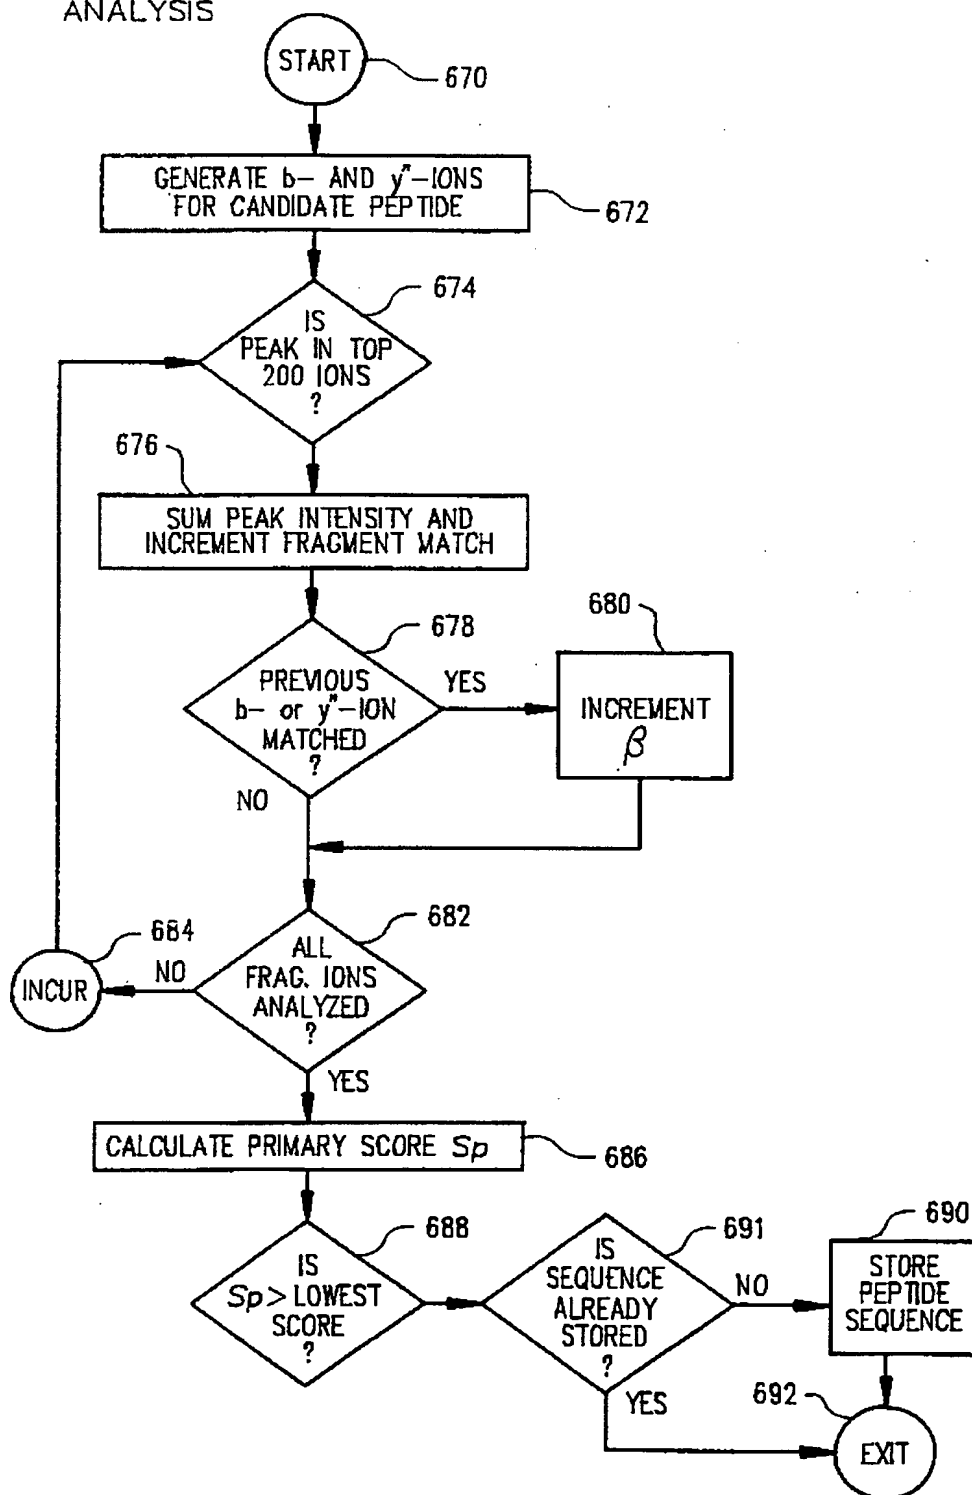 ANALYSIS
START
670
GENERATE b- AND y"-IONS
FOR CANDIDATE PEPTIDE
672
674
IS
PEAK IN TOP
200 IONS
?
676
SUM PEAK INTENSITY AND
INCREMENT FRAGMENT MATCH
678
680
PREVIOUS
b- or y"-ION
MATCHED
?
YES
INCREMENT
β
NO
682
684
ALL
FRAG. IONS
ANALYZED
?
NO
INCUR
YES
CALCULATE PRIMARY SCORE Sp
686
688
IS
Sp > LOWEST
SCORE
?
691
IS
SEQUENCE
ALREADY
STORED
?
NO
690
STORE
PEPTIDE
SEQUENCE
YES
692
EXIT